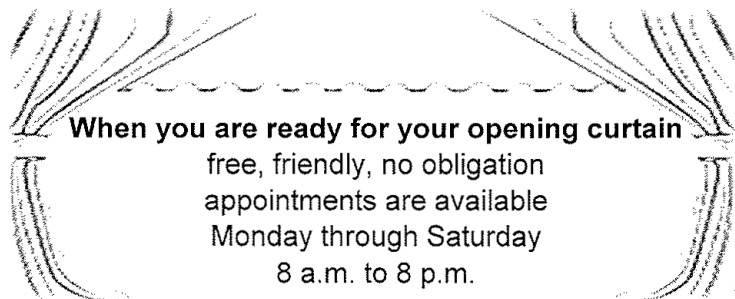 When you are ready for your opening curtain
free, friendly, no obligation
appointments are available
Monday through Saturday
8 a.m. to 8 p.m.